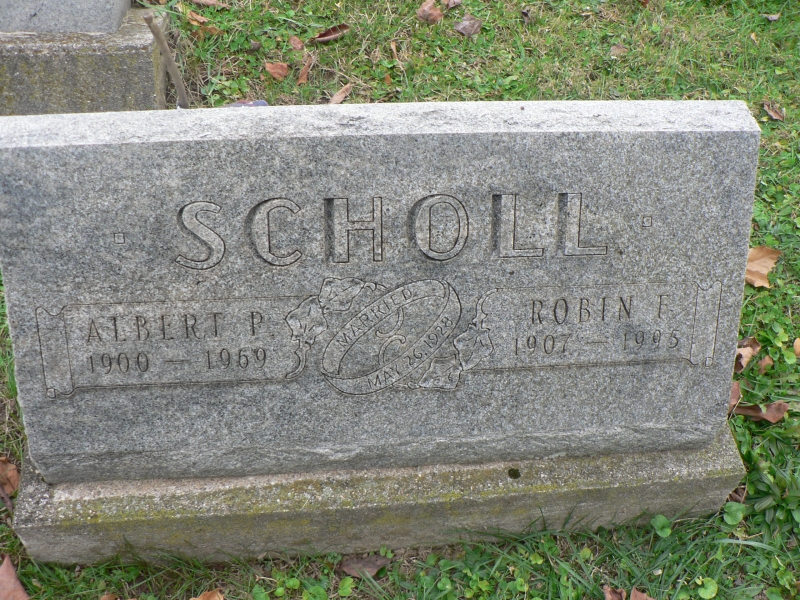 SCHOLL
ALBERT P.
1900 — 1969
MARRIED
MAY 26, 1928
ROBIN F.
1907 — 1995